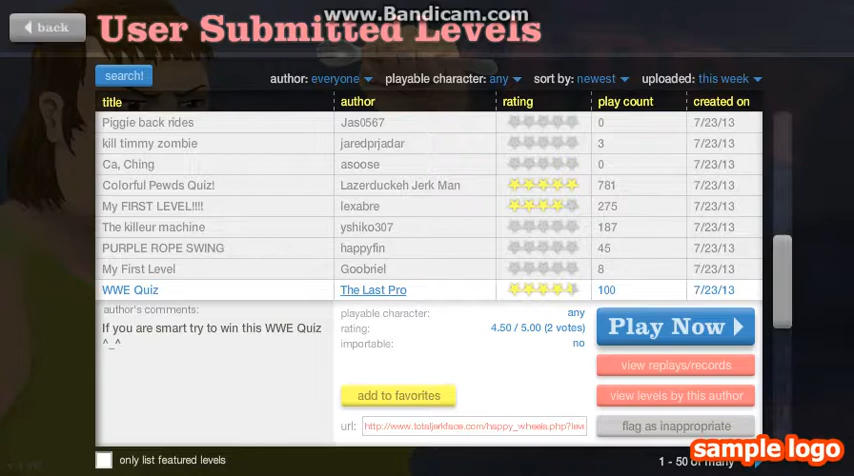 www.Bandicam.com
back
User Submitted Levels
search!
author: everyone playable character: any sort by: newest uploaded: this week
title author rating play count created on
Piggie back rides Jas0567 0 7/23/13
kill timmy zombie jaredprjadar 3 7/23/13
Ca, Ching asoose 0 7/23/13
Colorful Pewds Quiz! Lazerduckeh Jerk Man 781 7/23/13
My FIRST LEVEL!!!! lexabre 275 7/23/13
The killeur machine yshiko307 187 7/23/13
PURPLE ROPE SWING happyfin 45 7/23/13
My First Level Goobriel 8 7/23/13
WWE Quiz The Last Pro 100 7/23/13
author's comments:
If you are smart try to win this WWE Quiz
^_^
playable character: any
rating: 4.50 / 5.00 (2 votes)
importable: no
add to favorites
url: http://www.totaljerkface.com/happy_wheels.php?leve
Play Now
view replays/records
view levels by this author
flag as inappropriate
only list featured levels
1 - 50 of many
sample logo